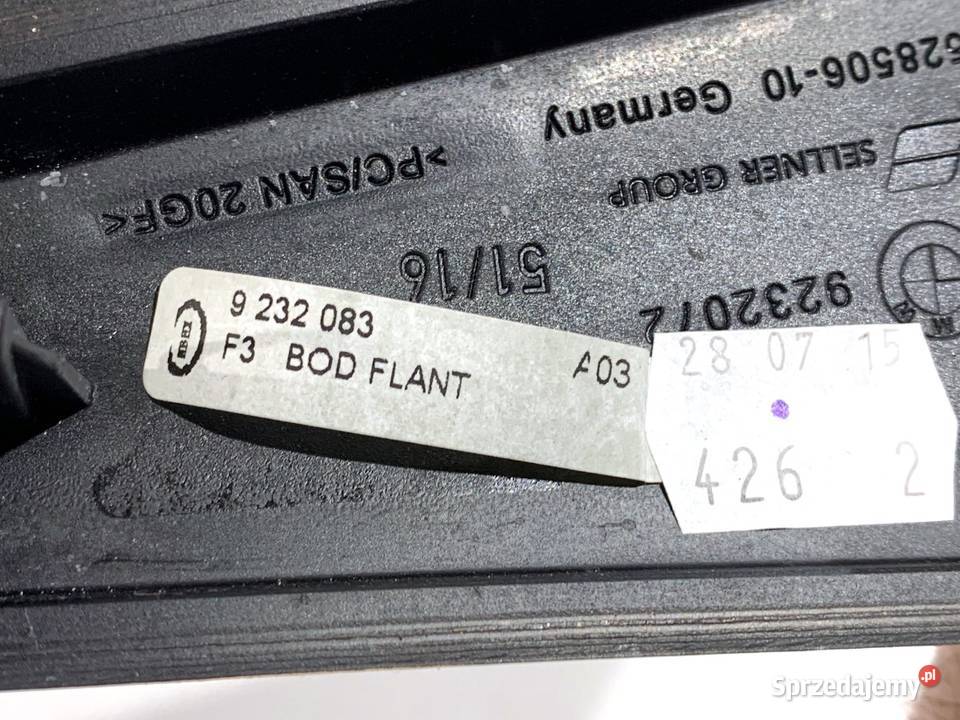 528506-10 Germany
SELLNER GROUP
>PC/SAN 20GF<
51/16
9232072
9 232 083
F3 BOD FLANT A03
28 07 15
426 2
Sprzedajemy.pl